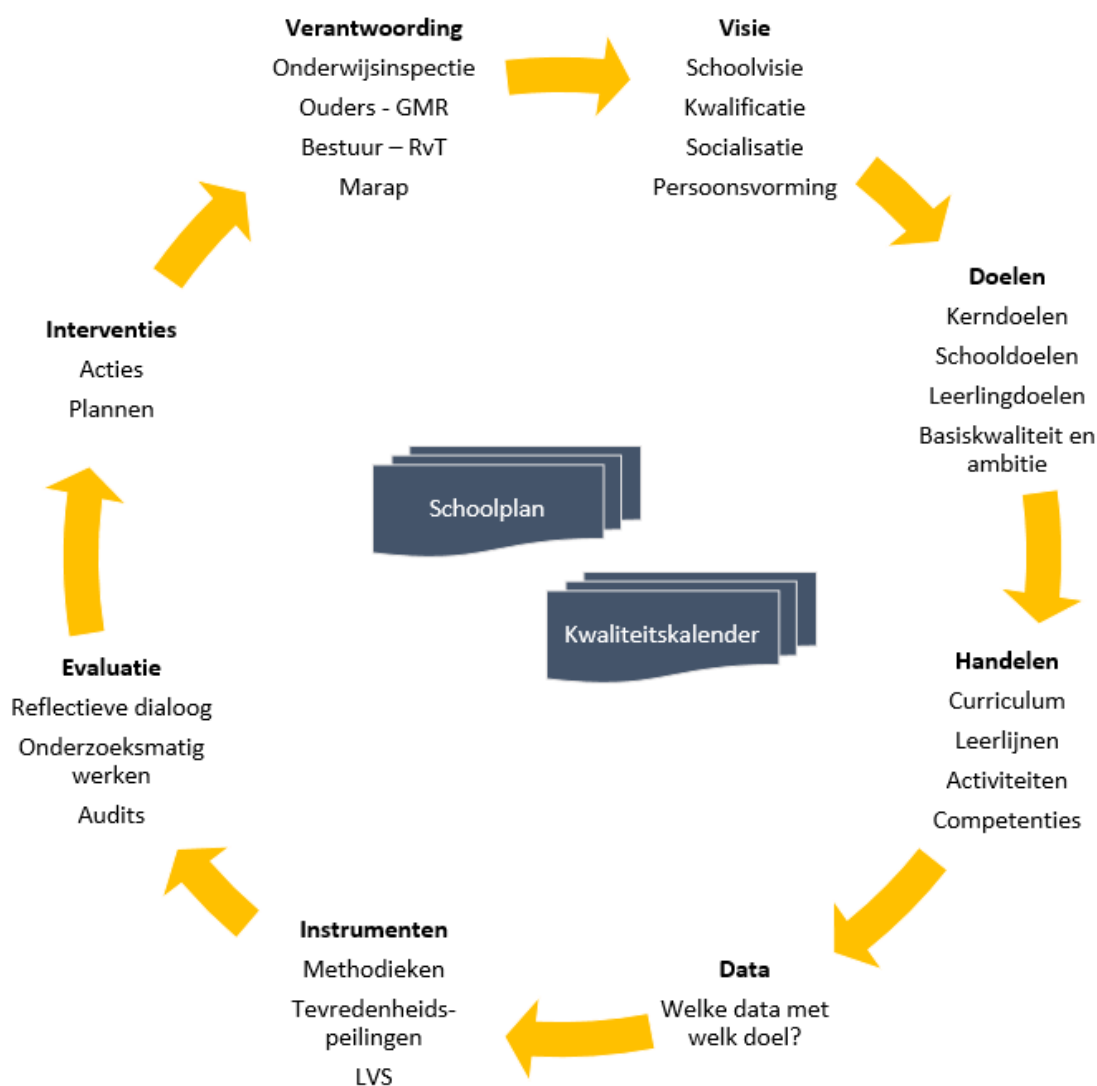 Verantwoording
Onderwijsinspectie
Ouders - GMR
Bestuur – RvT
Marap
Visie
Schoolvisie
Kwalificatie
Socialisatie
Persoonsvorming
Doelen
Kerndoelen
Schooldoelen
Leerlingdoelen
Basiskwaliteit en
ambitie
Handelen
Curriculum
Leerlijnen
Activiteiten
Competenties
Data
Welke data met
welk doel?
Instrumenten
Methodieken
Tevredenheids-
peilingen
LVS
Evaluatie
Reflectieve dialoog
Onderzoeksmatig
werken
Audits
Interventies
Acties
Plannen
Schoolplan
Kwaliteitskalender